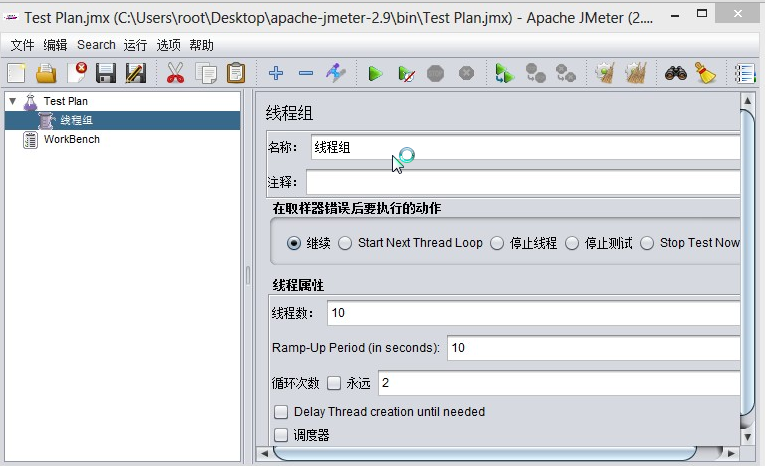 Test Plan.jmx (C:\Users\root\Desktop\apache-jmeter-2.9\bin\Test Plan.jmx) - Apache JMeter (2....
文件 编辑 Search 运行 选项 帮助
Test Plan
线程组
WorkBench
线程组
名称： 线程组
注释：
在取样器错误后要执行的动作
继续 Start Next Thread Loop 停止线程 停止测试 Stop Test Now
线程属性
线程数： 10
Ramp-Up Period (in seconds): 10
循环次数 永远 2
Delay Thread creation until needed
调度器